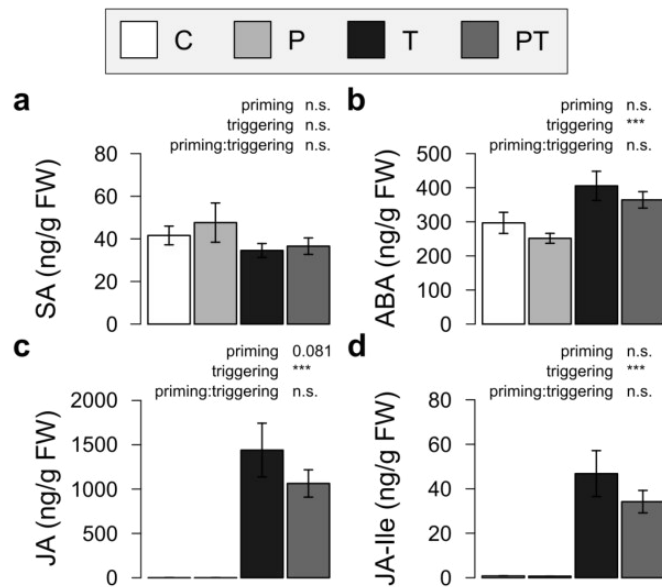 C P T PT
a
priming n.s.
triggering n.s.
priming:triggering n.s.
SA (ng/g FW)
80
60
40
20
0
b
priming n.s.
triggering ***
priming:triggering n.s.
ABA (ng/g FW)
500
400
300
200
100
0
c
priming 0.081
triggering ***
priming:triggering n.s.
JA (ng/g FW)
2000
1500
1000
500
0
d
priming n.s.
triggering ***
priming:triggering n.s.
JA-Ile (ng/g FW)
80
60
40
20
0